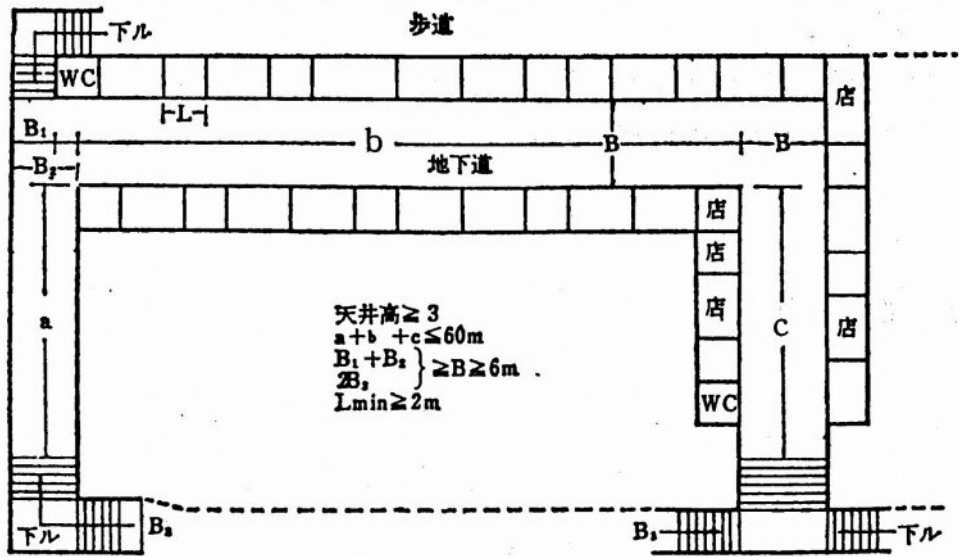 歩道
下ル
WC
店
L
B₁
b
B
B
B₂
地下道
店
店
店
a
C
店
天井高≧3
a+b+c≦60m
B₁+B₂
2B₃
≧B≧6m
Lmin≧2m
WC
下ル
B₂
B₃
下ル